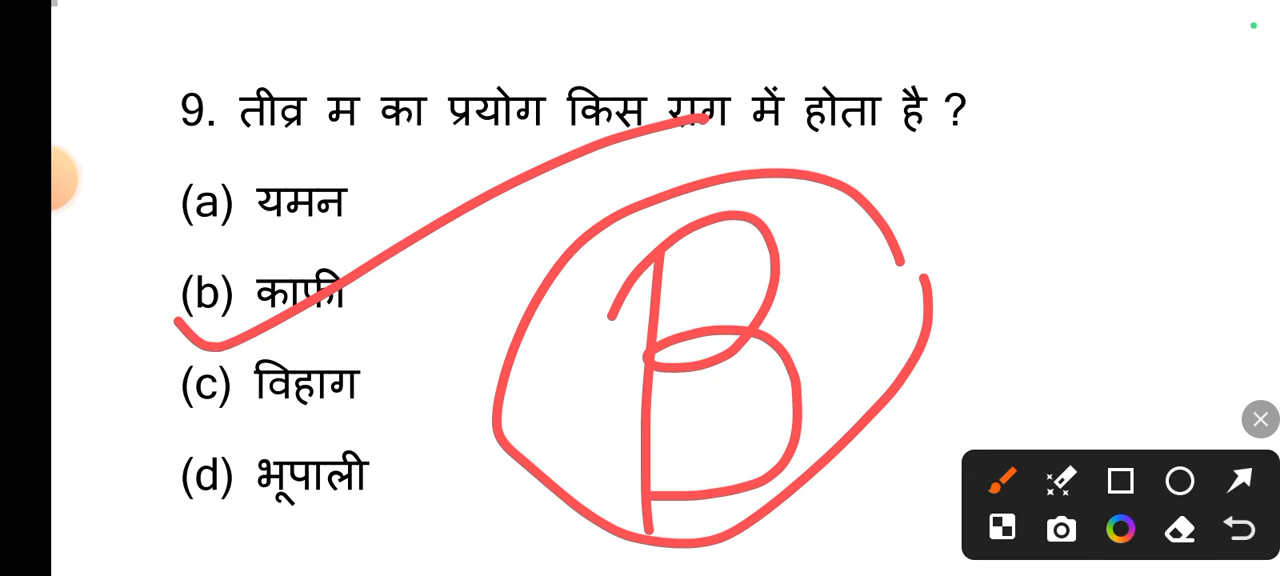 9. तीव्र म का प्रयोग किस राग में होता है ?
(a) यमन
(b) काफी
B
(c) विहाग
(d) भूपाली